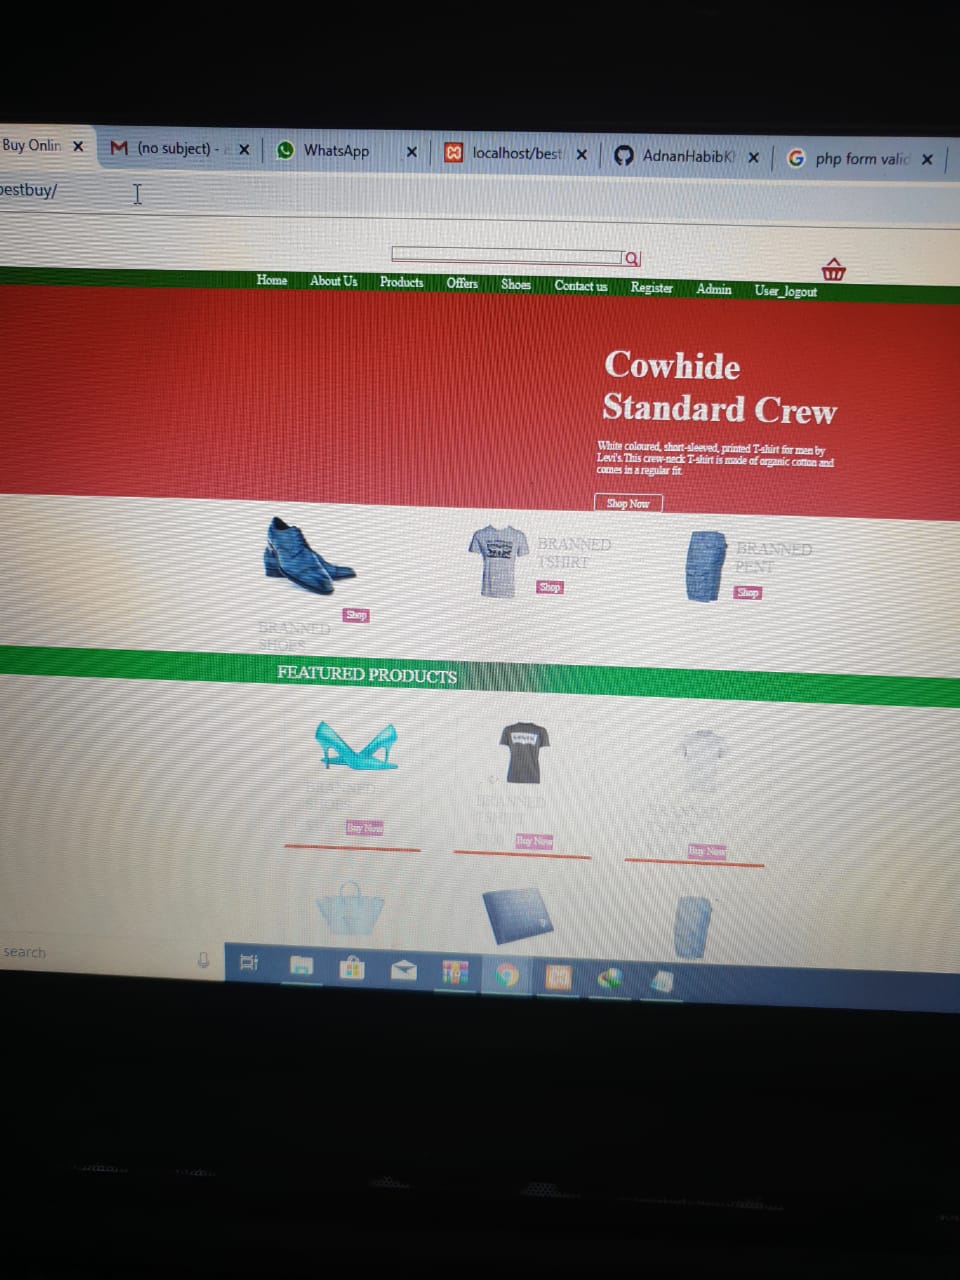 Buy Onlin
(no subject) -
WhatsApp
localhost/best
AdnanHabibKh
php form valid
bestbuy/
Home About Us Products Offers Shoes Contact us Register Admin User_logout
Cowhide
Standard Crew
White coloured, short-sleeved, printed T-shirt for men by
Levi's.This crew-neck T-shirt is made of organic cotton and
comes in a regular fit.
Shop Now
BRANNED
SHOES
Shop
BRANNED
TSHIRT
Shop
BRANNED
PENT
Shop
FEATURED PRODUCTS
BRANNED
SHOES
Buy Now
BRANNED
TSHIRT
Buy Now
BRANNED
Buy Now
search